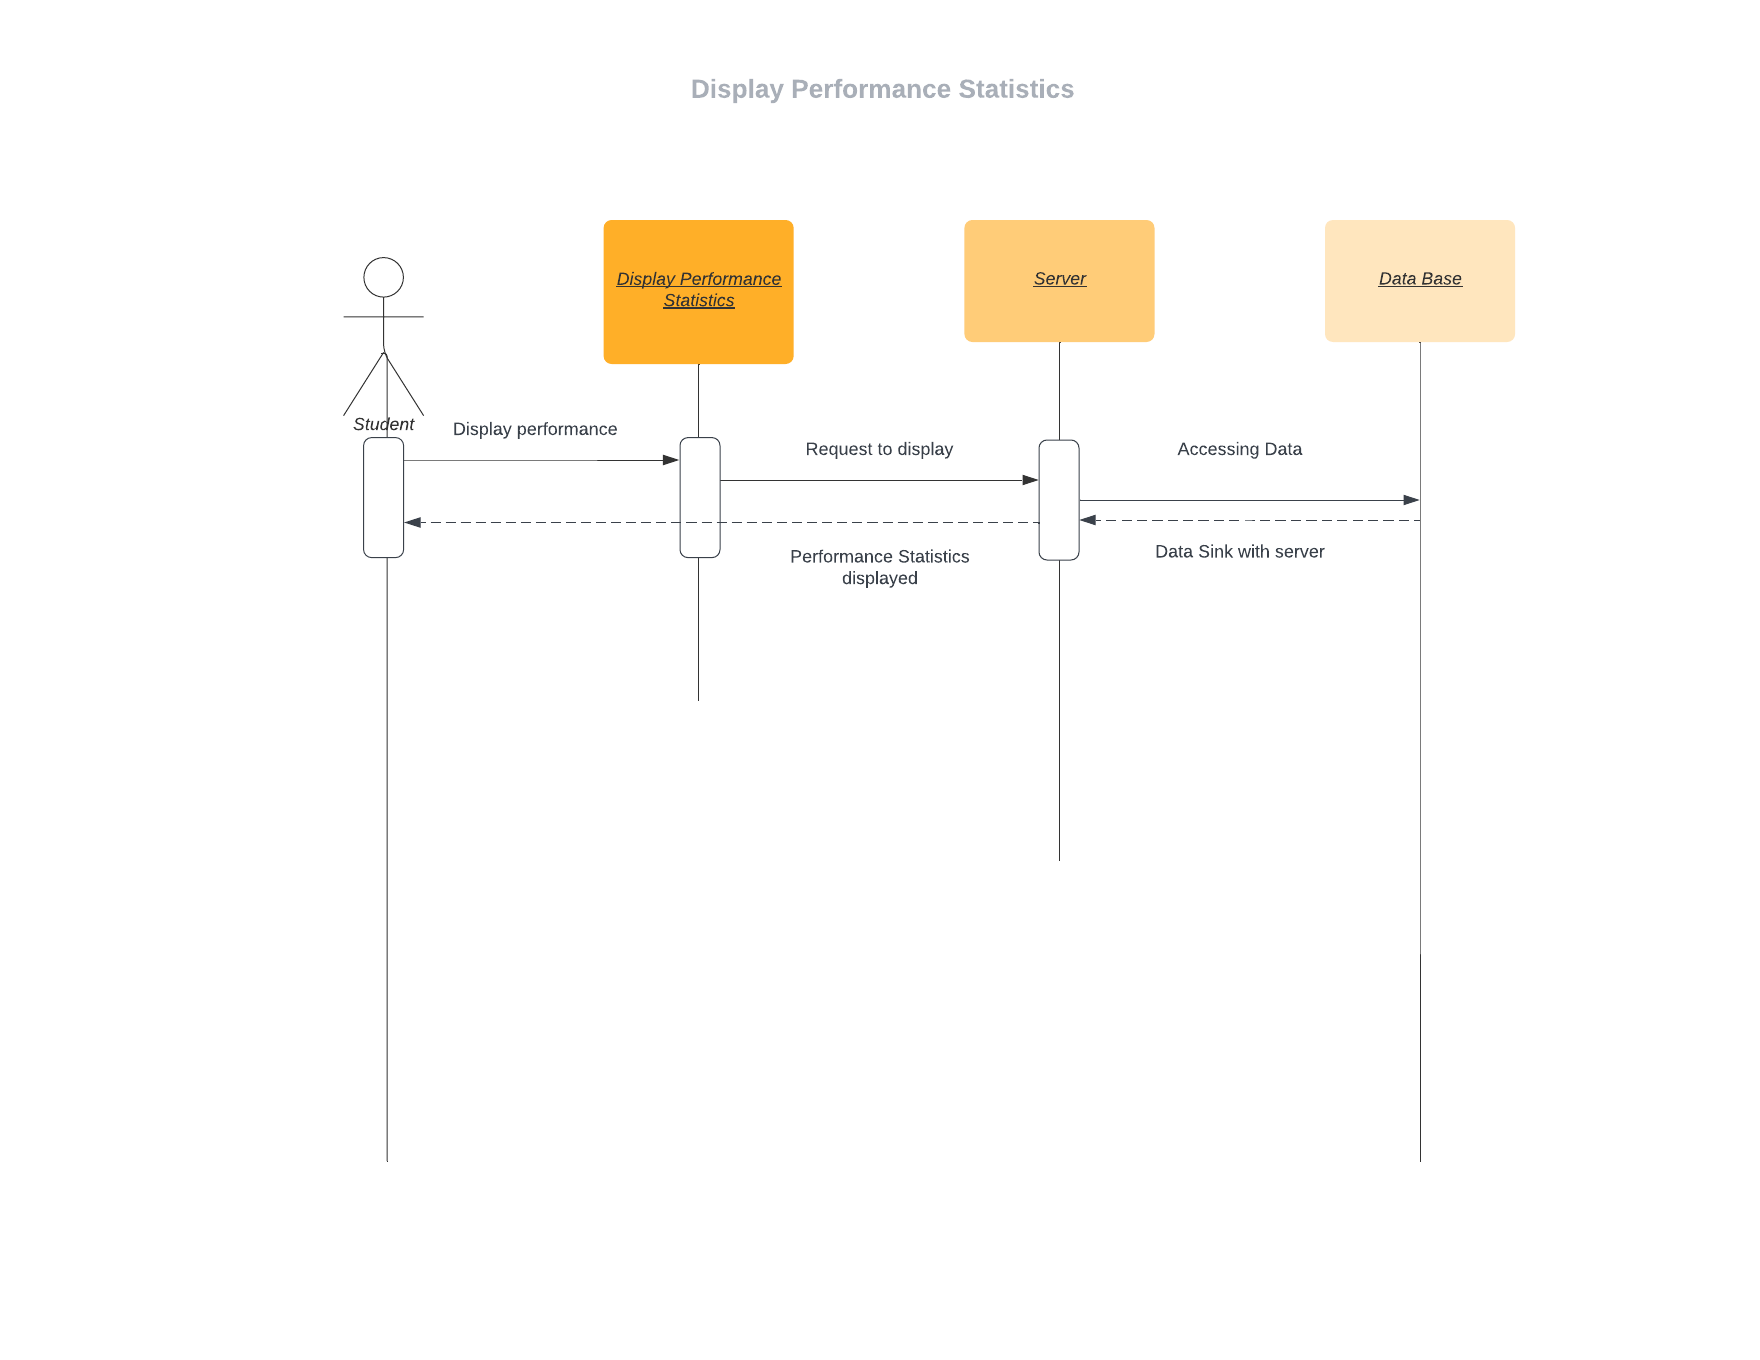 Display Performance Statistics
Display Performance
Statistics
Server
Data Base
Student
Display performance
Request to display
Accessing Data
Performance Statistics
displayed
Data Sink with server